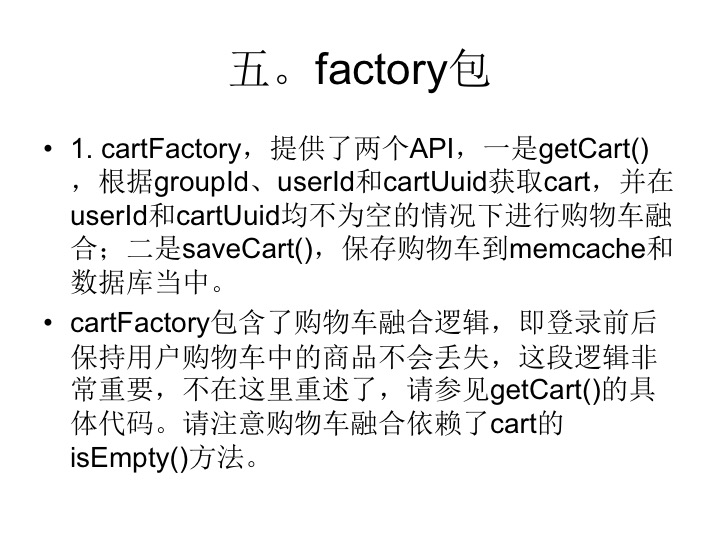 五。factory包
• 1. cartFactory，提供了两个API，一是getCart()
，根据groupId、userId和cartUuid获取cart，并在
userId和cartUuid均不为空的情况下进行购物车融
合；二是saveCart()，保存购物车到memcache和
数据库当中。
• cartFactory包含了购物车融合逻辑，即登录前后
保持用户购物车中的商品不会丢失，这段逻辑非
常重要，不在这里重述了，请参见getCart()的具
体代码。请注意购物车融合依赖了cart的
isEmpty()方法。